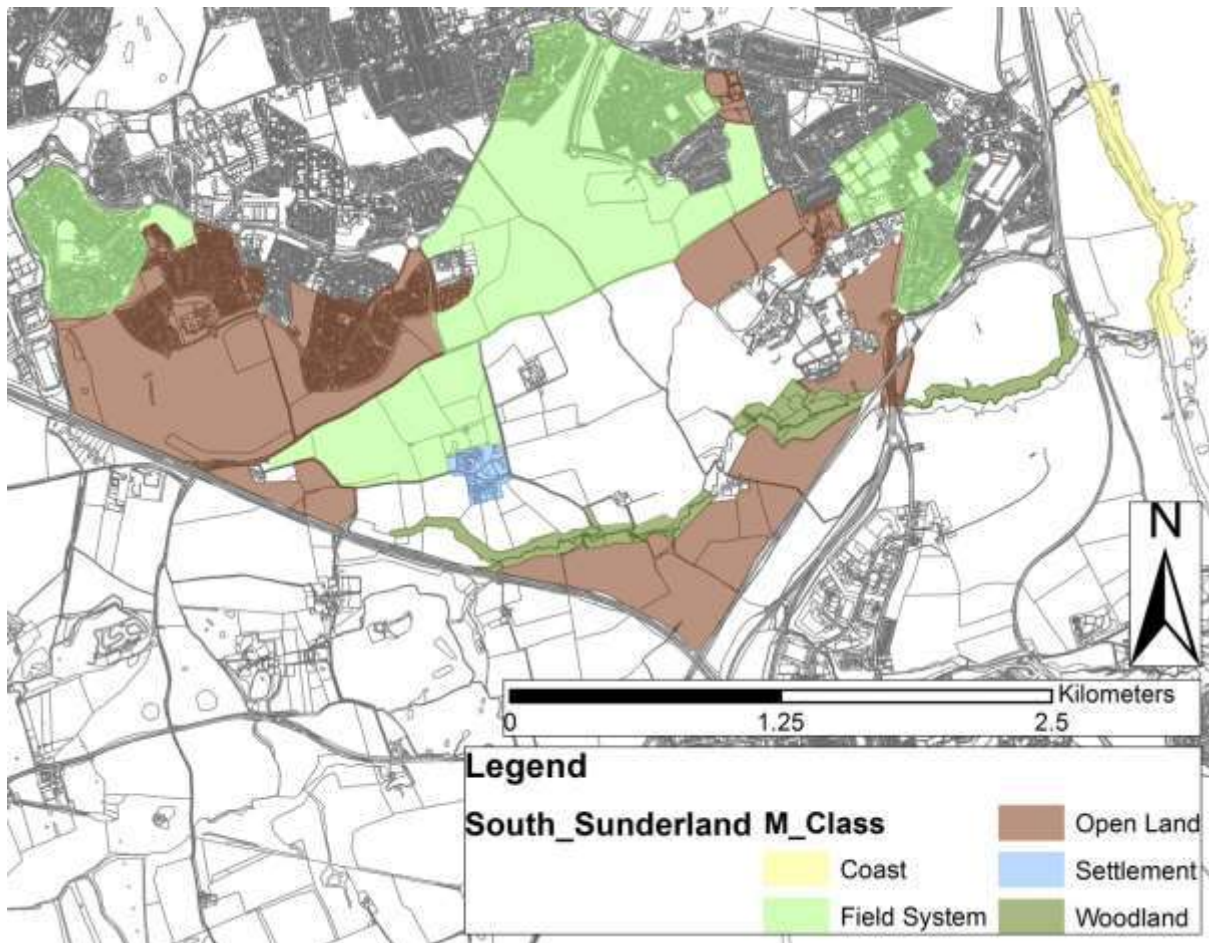 N
Kilometers
0 1.25 2.5
Legend
South_Sunderland M_Class
Coast
Field System
Open Land
Settlement
Woodland